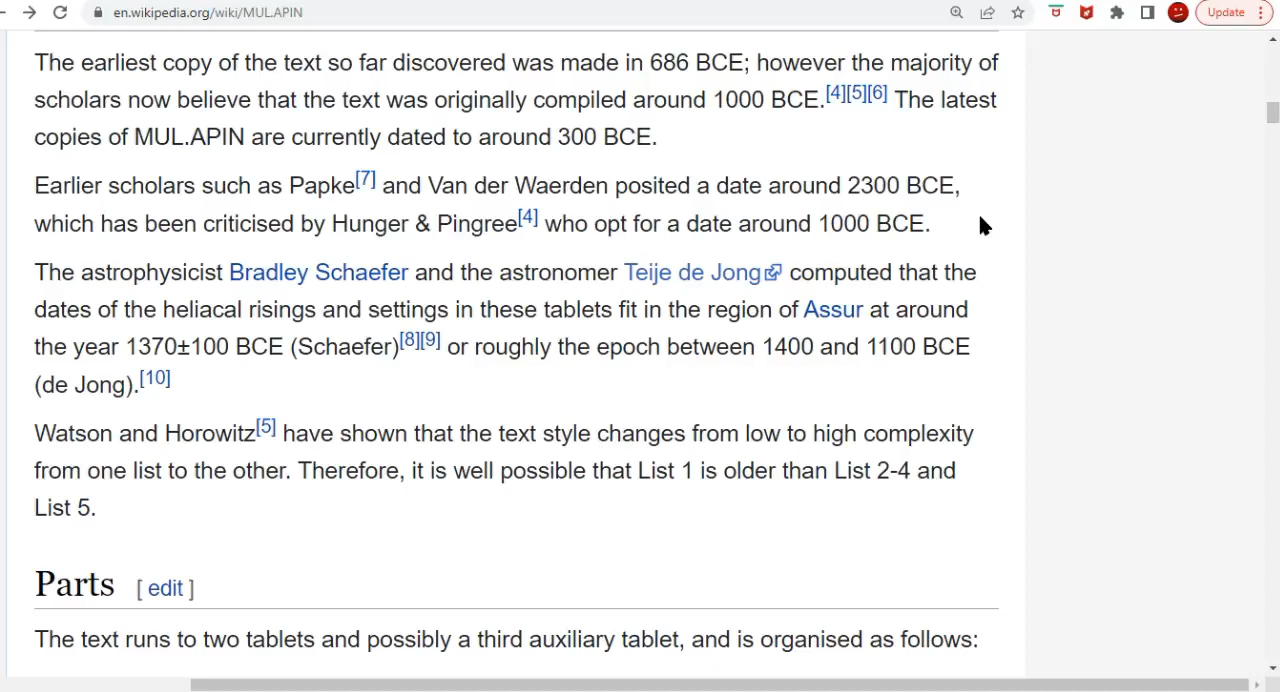 en.wikipedia.org/wiki/MUL.APIN
Update
The earliest copy of the text so far discovered was made in 686 BCE; however the majority of
scholars now believe that the text was originally compiled around 1000 BCE.[4][5][6] The latest
copies of MUL.APIN are currently dated to around 300 BCE.
Earlier scholars such as Papke[7] and Van der Waerden posited a date around 2300 BCE,
which has been criticised by Hunger & Pingree[4] who opt for a date around 1000 BCE.
The astrophysicist Bradley Schaefer and the astronomer Teije de Jong computed that the
dates of the heliacal risings and settings in these tablets fit in the region of Assur at around
the year 1370±100 BCE (Schaefer)[8][9] or roughly the epoch between 1400 and 1100 BCE
(de Jong).[10]
Watson and Horowitz[5] have shown that the text style changes from low to high complexity
from one list to the other. Therefore, it is well possible that List 1 is older than List 2-4 and
List 5.
Parts [ edit ]
The text runs to two tablets and possibly a third auxiliary tablet, and is organised as follows: